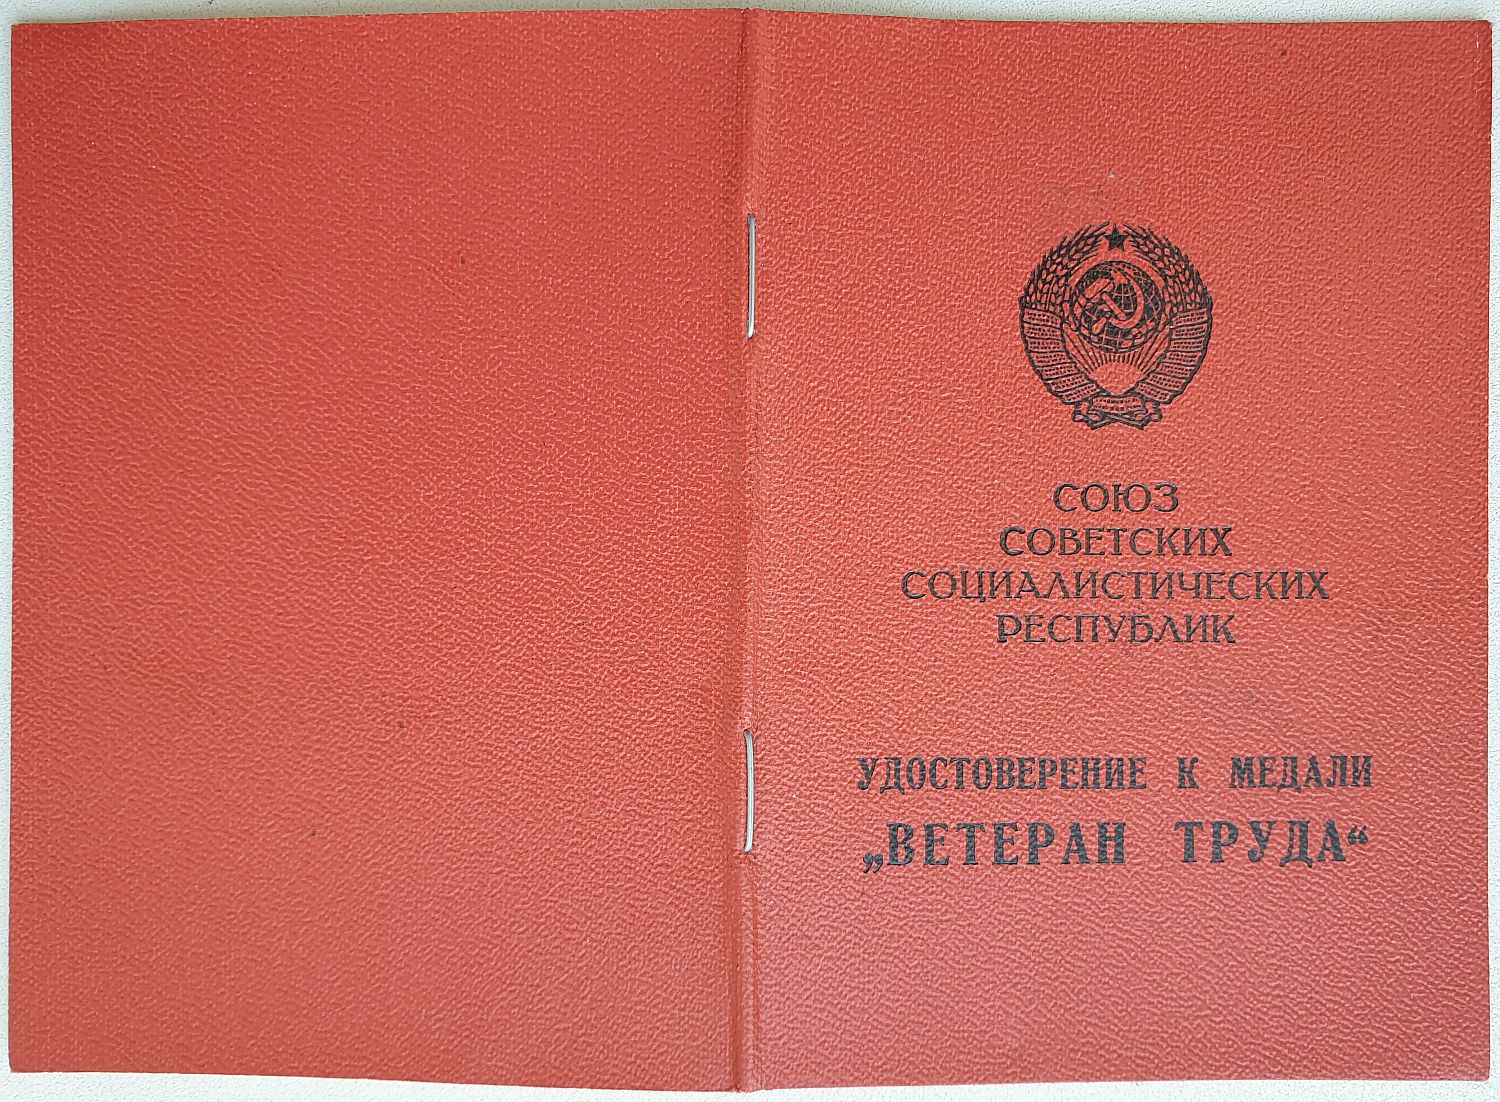 СОЮЗ
СОВЕТСКИХ
СОЦИАЛИСТИЧЕСКИХ
РЕСПУБЛИК
УДОСТОВЕРЕНИЕ К МЕДАЛИ
„ВЕТЕРАН ТРУДА“